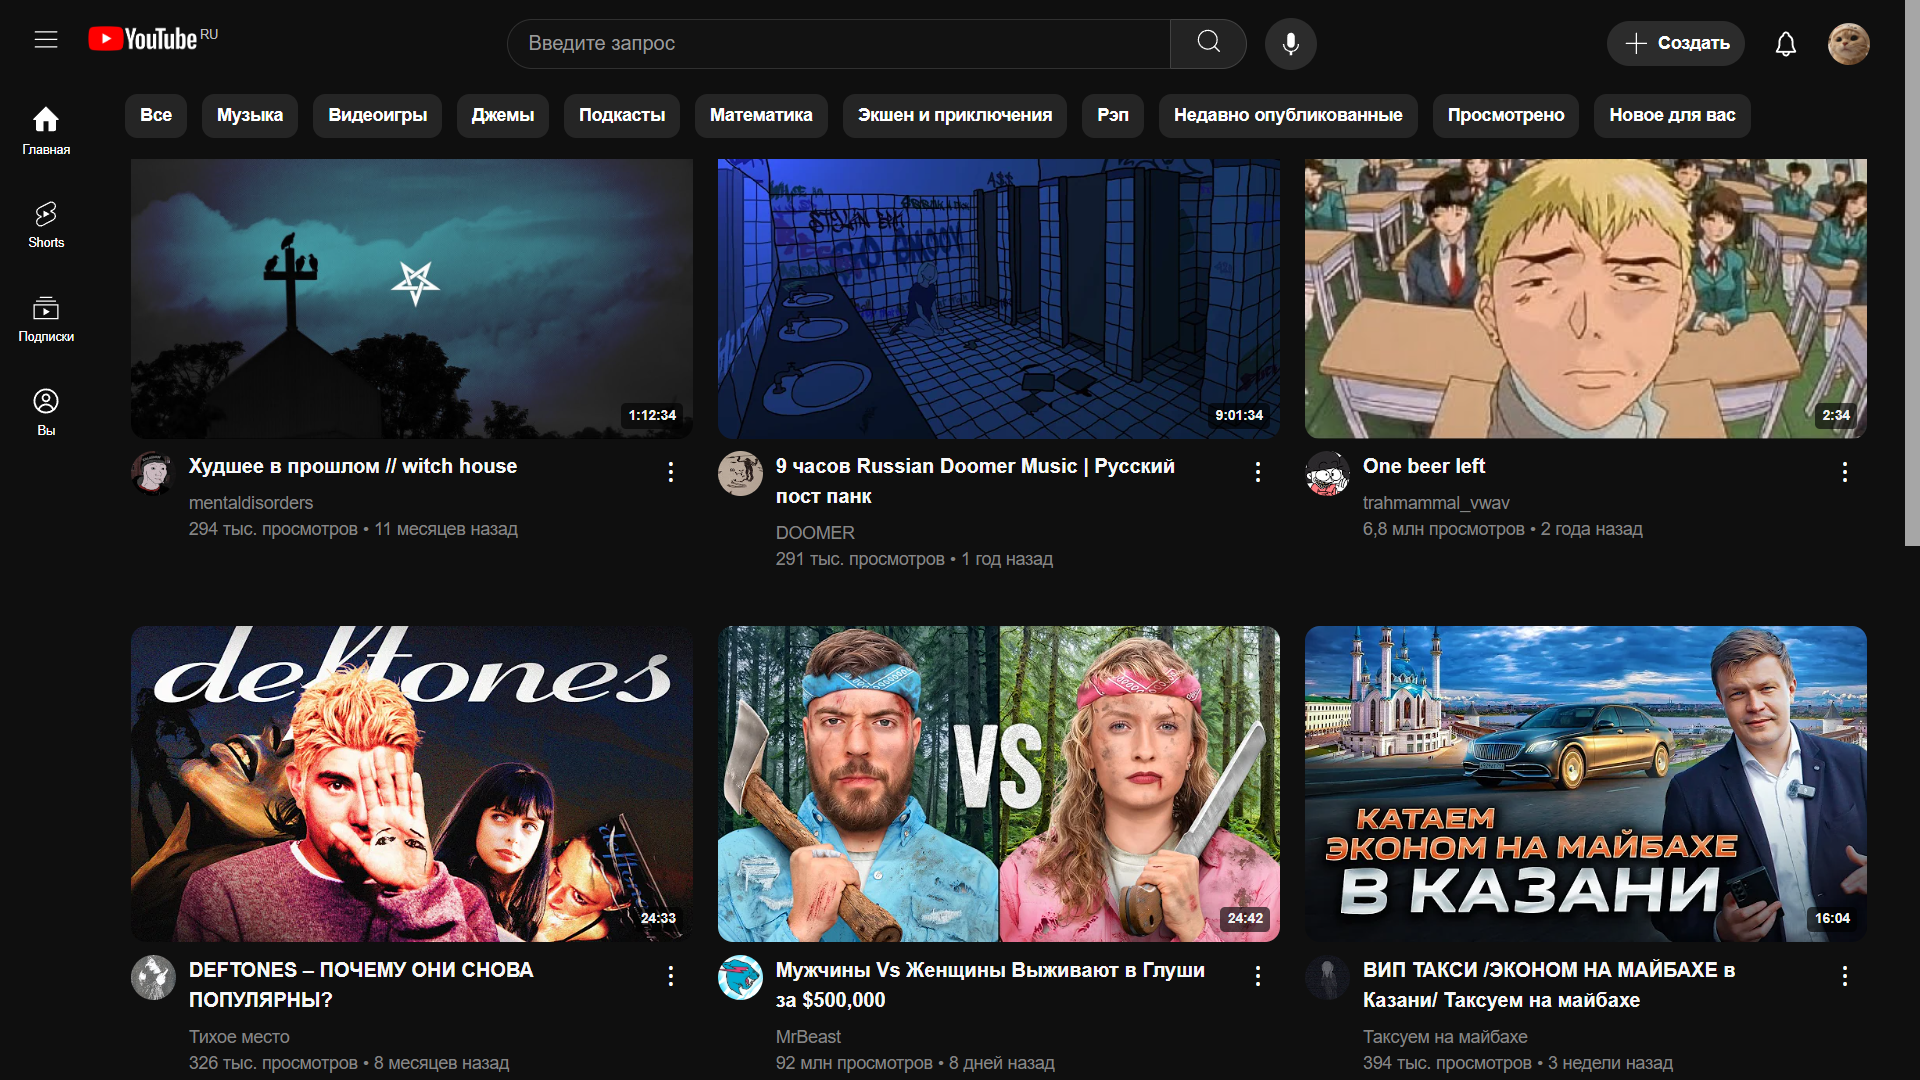 YouTube RU
Введите запрос
Создать
Все
Музыка
Видеоигры
Джемы
Подкасты
Математика
Экшен и приключения
Рэп
Недавно опубликованные
Просмотрено
Новое для вас
Главная
Shorts
Подписки
Вы
1:12:34
9:01:34
2:34
Худшее в прошлом // witch house
mentaldisorders
294 тыс. просмотров • 11 месяцев назад
9 часов Russian Doomer Music | Русский
пост панк
DOOMER
291 тыс. просмотров • 1 год назад
One beer left
trahmammal_vwav
6,8 млн просмотров • 2 года назад
deftones
24:33
VS
24:42
КАТАЕМ
ЭКОНОМ НА МАЙБАХЕ
В КАЗАНИ
16:04
DEFTONES – ПОЧЕМУ ОНИ СНОВА
ПОПУЛЯРНЫ?
Тихое место
326 тыс. просмотров • 8 месяцев назад
Мужчины Vs Женщины Выживают в Глуши
за $500,000
MrBeast
92 млн просмотров • 8 дней назад
ВИП ТАКСИ /ЭКОНОМ НА МАЙБАХЕ в
Казани/ Таксуем на майбахе
Таксуем на майбахе
394 тыс. просмотров • 3 недели назад